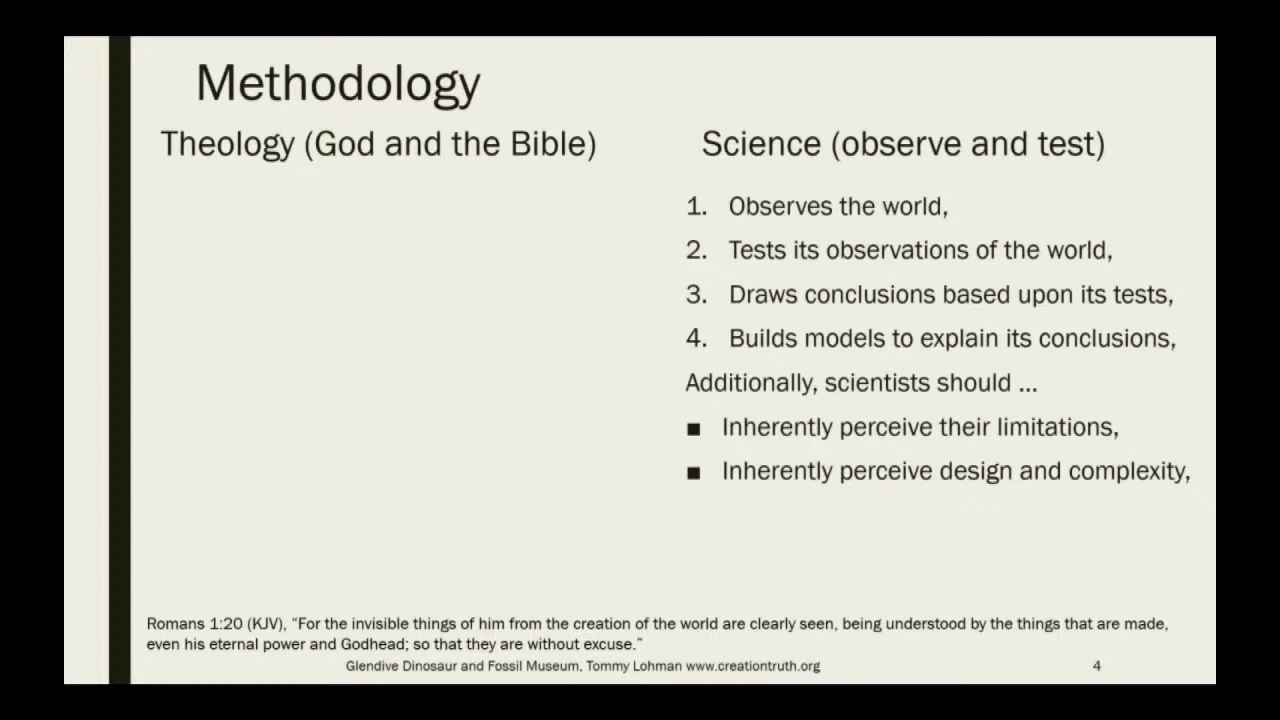 Methodology
Theology (God and the Bible)
Science (observe and test)
1. Observes the world,
2. Tests its observations of the world,
3. Draws conclusions based upon its tests,
4. Builds models to explain its conclusions,
Additionally, scientists should ...
■ Inherently perceive their limitations,
■ Inherently perceive design and complexity,
Romans 1:20 (KJV), “For the invisible things of him from the creation of the world are clearly seen, being understood by the things that are made,
even his eternal power and Godhead; so that they are without excuse.”
Glendive Dinosaur and Fossil Museum, Tommy Lohman www.creationtruth.org
4